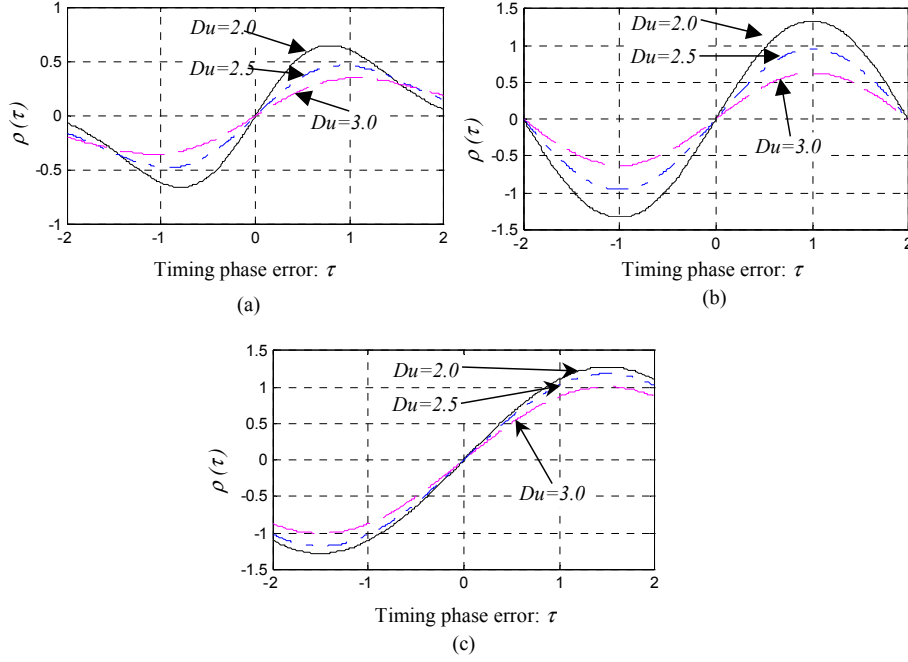 1
0.5
0
-0.5
-1
ρ (τ)
Du=2.0
Du=2.5
Du=3.0
-2 -1 0 1 2
Timing phase error: τ
(a)
1.5
1
0.5
0
-0.5
-1
-1.5
ρ (τ)
Du=2.0
Du=2.5
Du=3.0
-2 -1 0 1 2
Timing phase error: τ
(b)
1.5
1
0.5
0
-0.5
-1
-1.5
ρ (τ)
Du=2.0
Du=2.5
Du=3.0
-2 -1 0 1 2
Timing phase error: τ
(c)